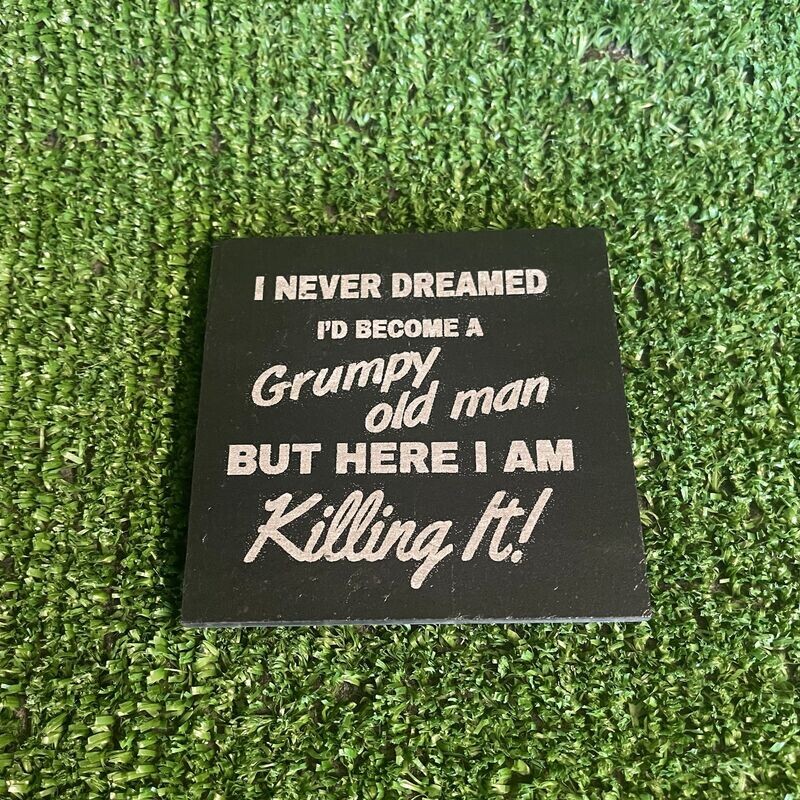 I NEVER DREAMED
I'D BECOME A
Grumpy
old man
BUT HERE I AM
Killing It!